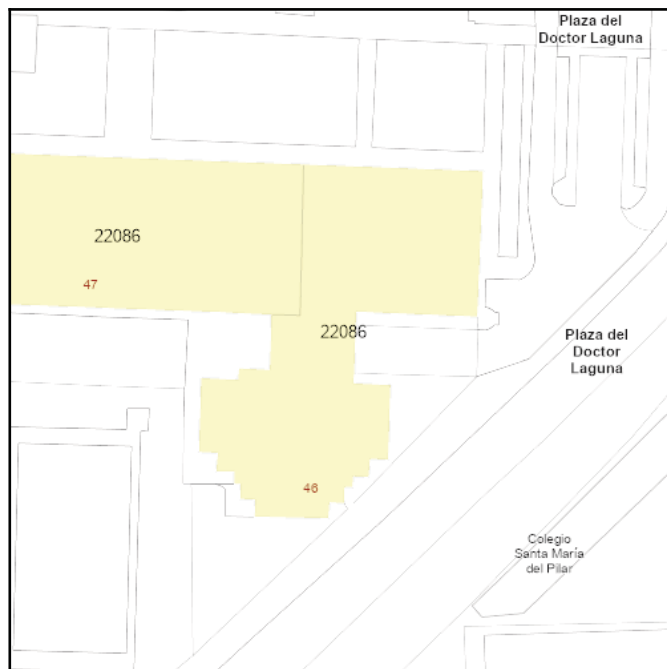 Plaza del
Doctor Laguna
22086
47
22086
Plaza del
Doctor
Laguna
46
Colegio
Santa María
del Pilar